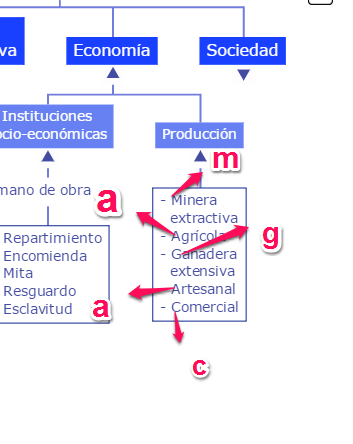 va
Economía
Sociedad
Instituciones
ocio-económicas
Producción
m
mano de obra
a
- Minera
extractiva
- Agrícola
g
- Ganadera
extensiva
- Artesanal
- Comercial
Repartimiento
Encomienda
Mita
Resguardo
Esclavitud
a
c